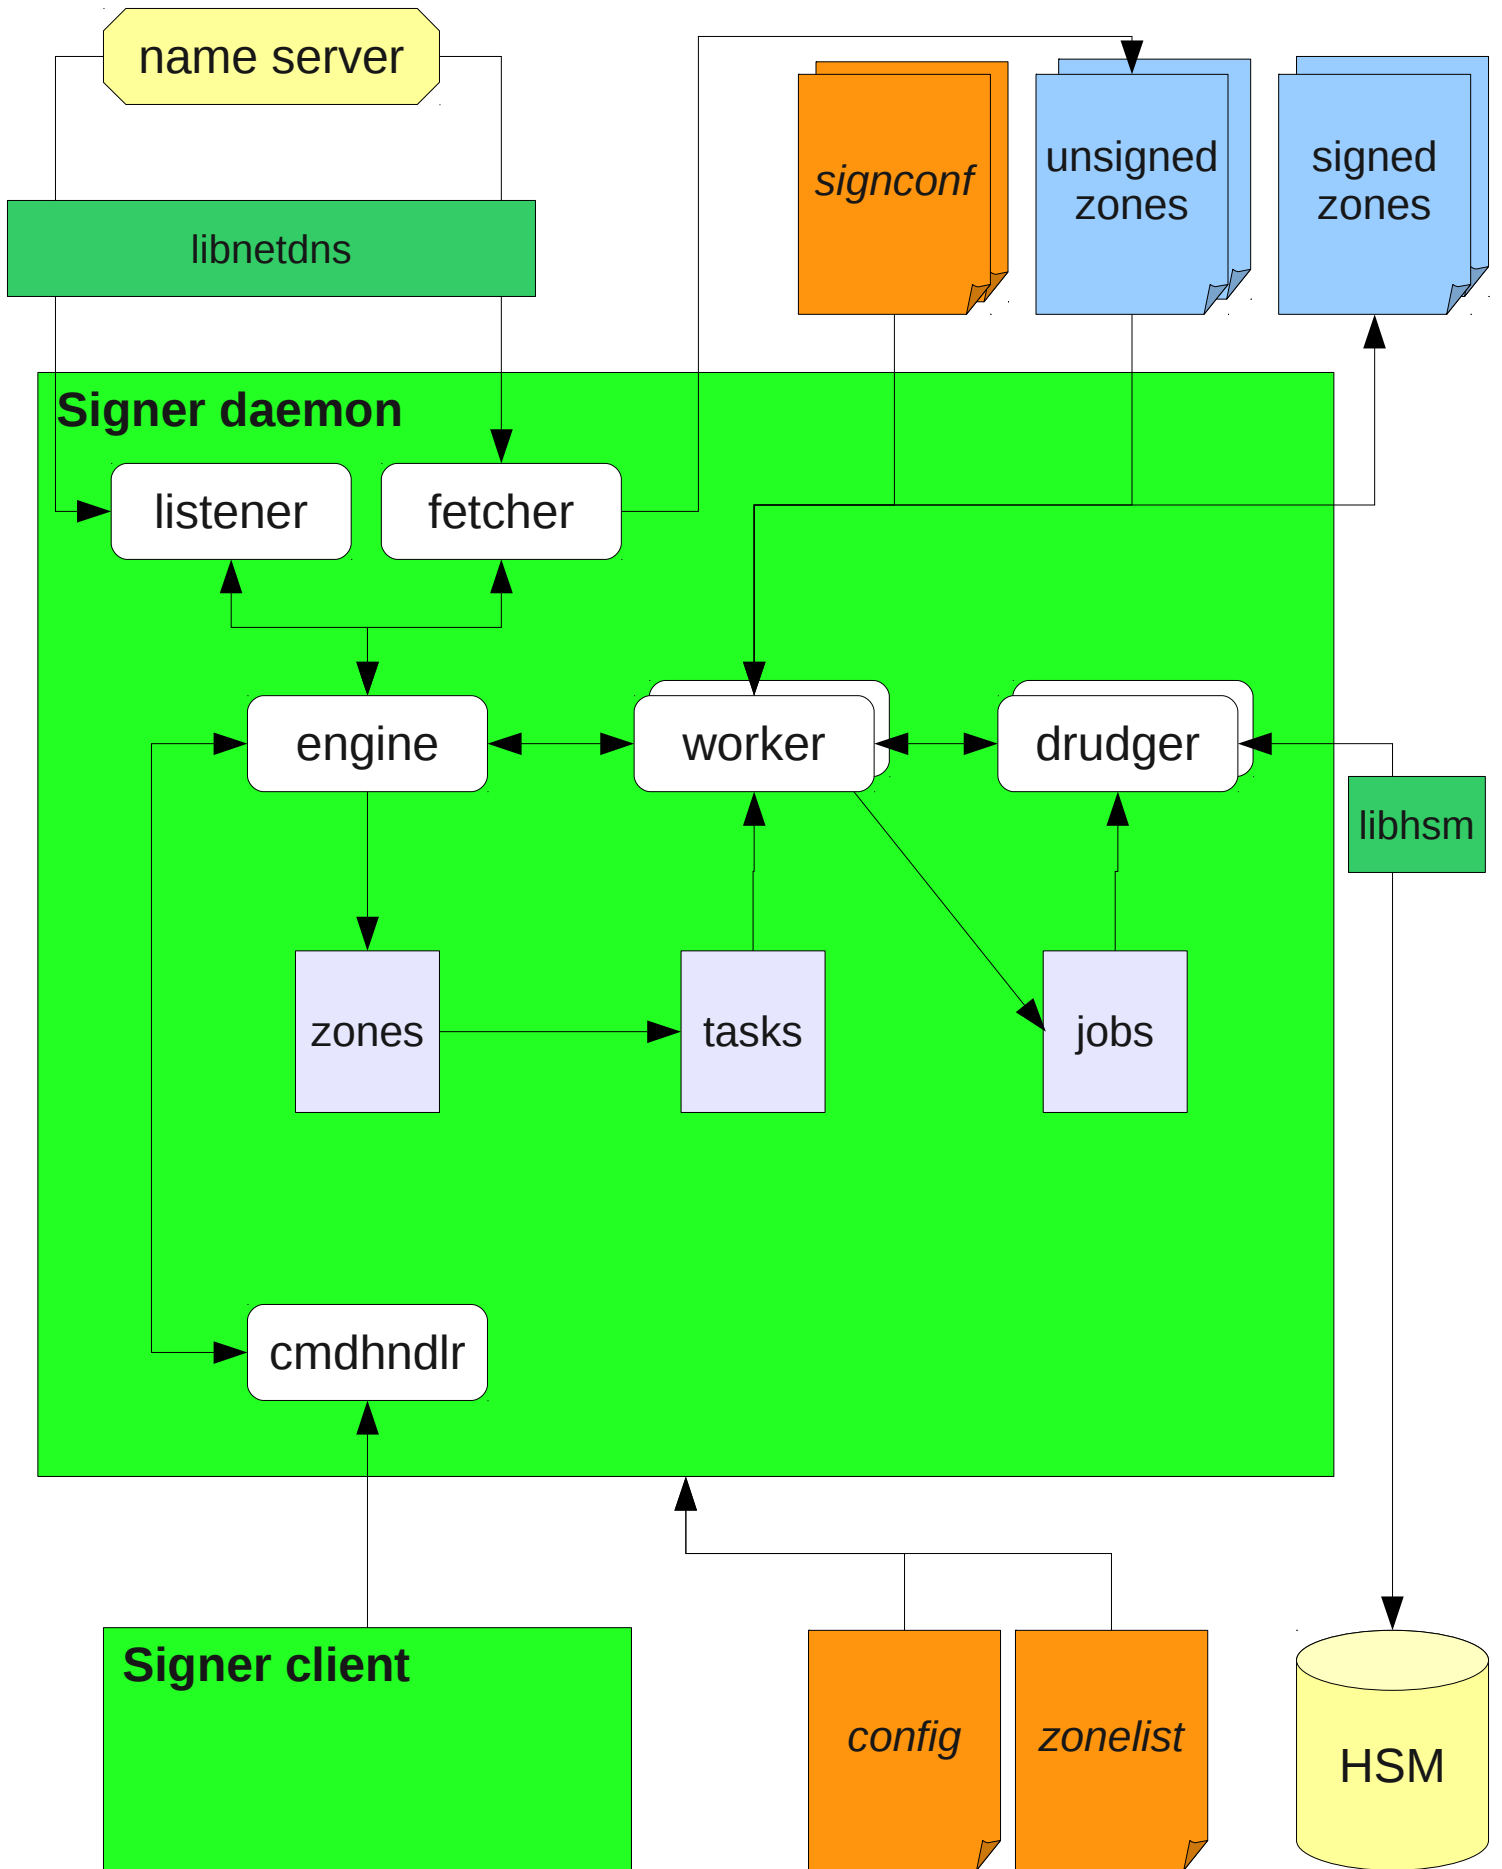 name server
signconf
unsigned
zones
signed
zones
libnetdns
Signer daemon
listener
fetcher
engine
worker
drudger
libhsm
zones
tasks
jobs
cmdhndlr
Signer client
config
zonelist
HSM